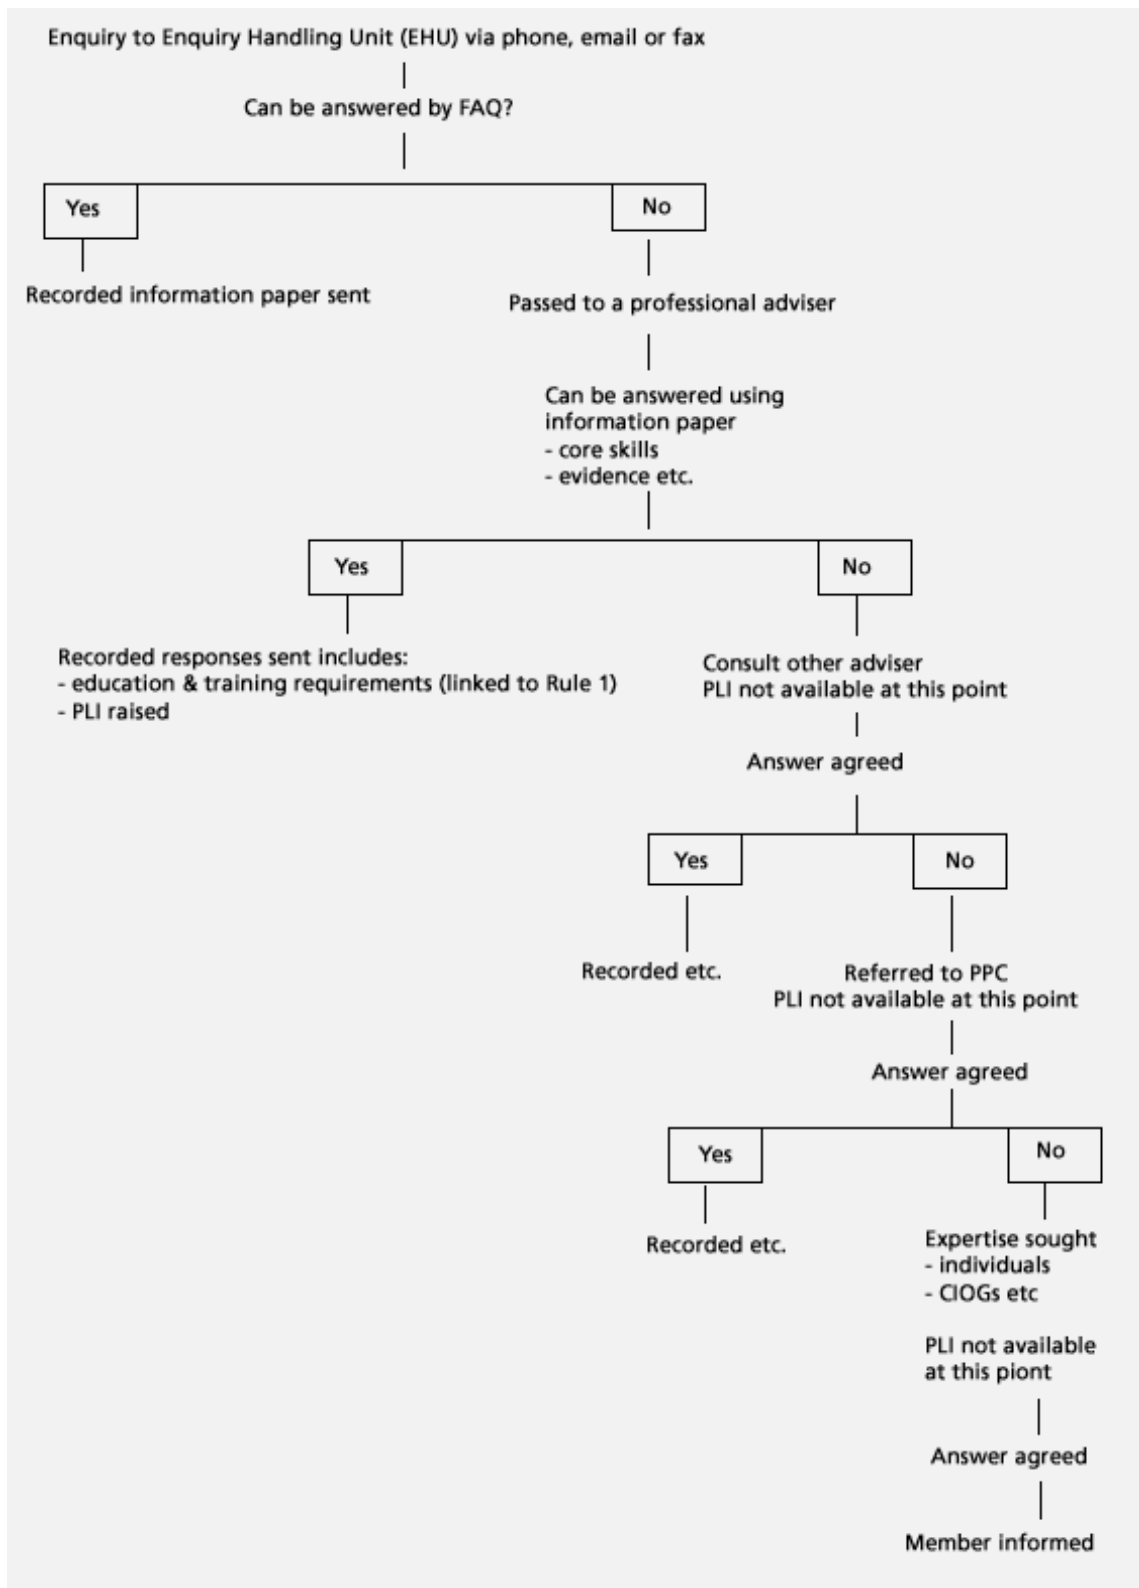 Enquiry to Enquiry Handling Unit (EHU) via phone, email or fax
Can be answered by FAQ?
Yes
No
Recorded information paper sent
Passed to a professional adviser
Can be answered using
information paper
- core skills
- evidence etc.
Yes
No
Recorded responses sent includes:
- education & training requirements (linked to Rule 1)
- PLI raised
Consult other adviser
PLI not available at this point
Answer agreed
Yes
No
Recorded etc.
Referred to PPC
PLI not available at this point
Answer agreed
Yes
No
Recorded etc.
Expertise sought
- individuals
- CIOGs etc
PLI not available
at this piont
Answer agreed
Member informed